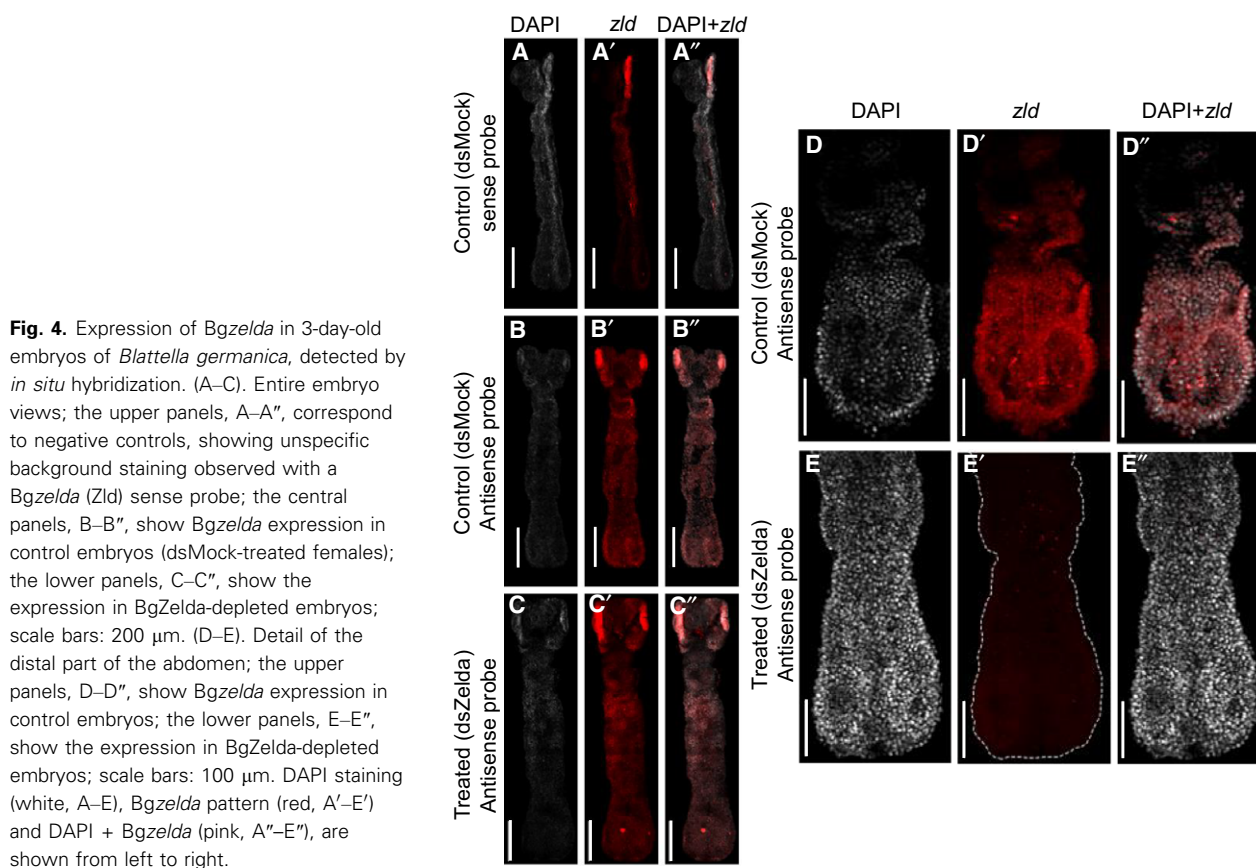 Fig. 4. Expression of Bgzelda in 3-day-old
embryos of Blattella germanica, detected by
in situ hybridization. (A–C). Entire embryo
views; the upper panels, A–A″, correspond
to negative controls, showing unspecific
background staining observed with a
Bgzelda (Zld) sense probe; the central
panels, B–B″, show Bgzelda expression in
control embryos (dsMock-treated females);
the lower panels, C–C″, show the
expression in BgZelda-depleted embryos;
scale bars: 200 μm. (D–E). Detail of the
distal part of the abdomen; the upper
panels, D–D″, show Bgzelda expression in
control embryos; the lower panels, E–E″,
show the expression in BgZelda-depleted
embryos; scale bars: 100 μm. DAPI staining
(white, A–E), Bgzelda pattern (red, A′–E′)
and DAPI + Bgzelda (pink, A″–E″), are
shown from left to right.
DAPI zld DAPI+zld
Control (dsMock)
sense probe
A A′ A″
Control (dsMock)
Antisense probe
B B′ B″
Treated (dsZelda)
Antisense probe
C C′ C″
DAPI zld DAPI+zld
Control (dsMock)
Antisense probe
D D′ D″
Treated (dsZelda)
Antisense probe
E E′ E″